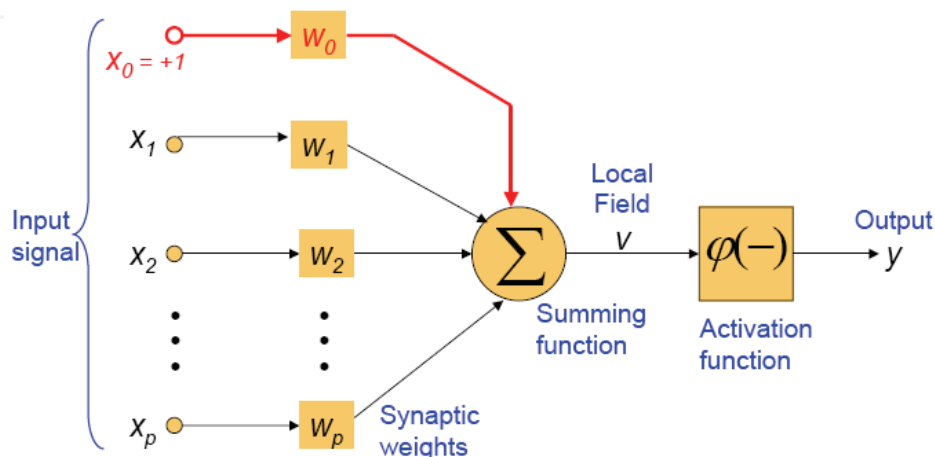 x₀ = +1
w₀
x₁
w₁
Input
signal
x₂
w₂
Σ
Local
Field
v
φ(–)
Output
y
Summing
function
Activation
function
xₚ
wₚ
Synaptic
weights